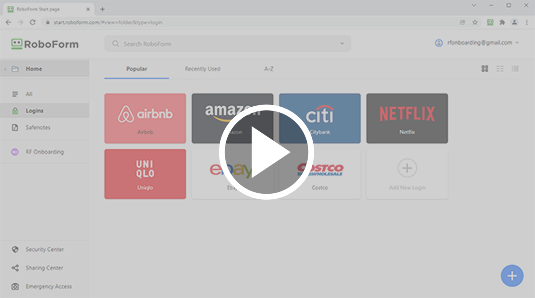 RoboForm Start page
start.roboform.com/#view=folder&type=login
RoboForm
Search RoboForm
rfonboarding@gmail.com
Home
Popular
Recently Used
A-Z
All
Logins
Safenotes
RF Onboarding
airbnb
Airbnb
amazon
citi
Citybank
NETFLIX
Netflix
UNI
QLO
Uniqlo
ebay
COSTCO
WHOLESALE
Costco
Add New Login
Security Center
Sharing Center
Emergency Access